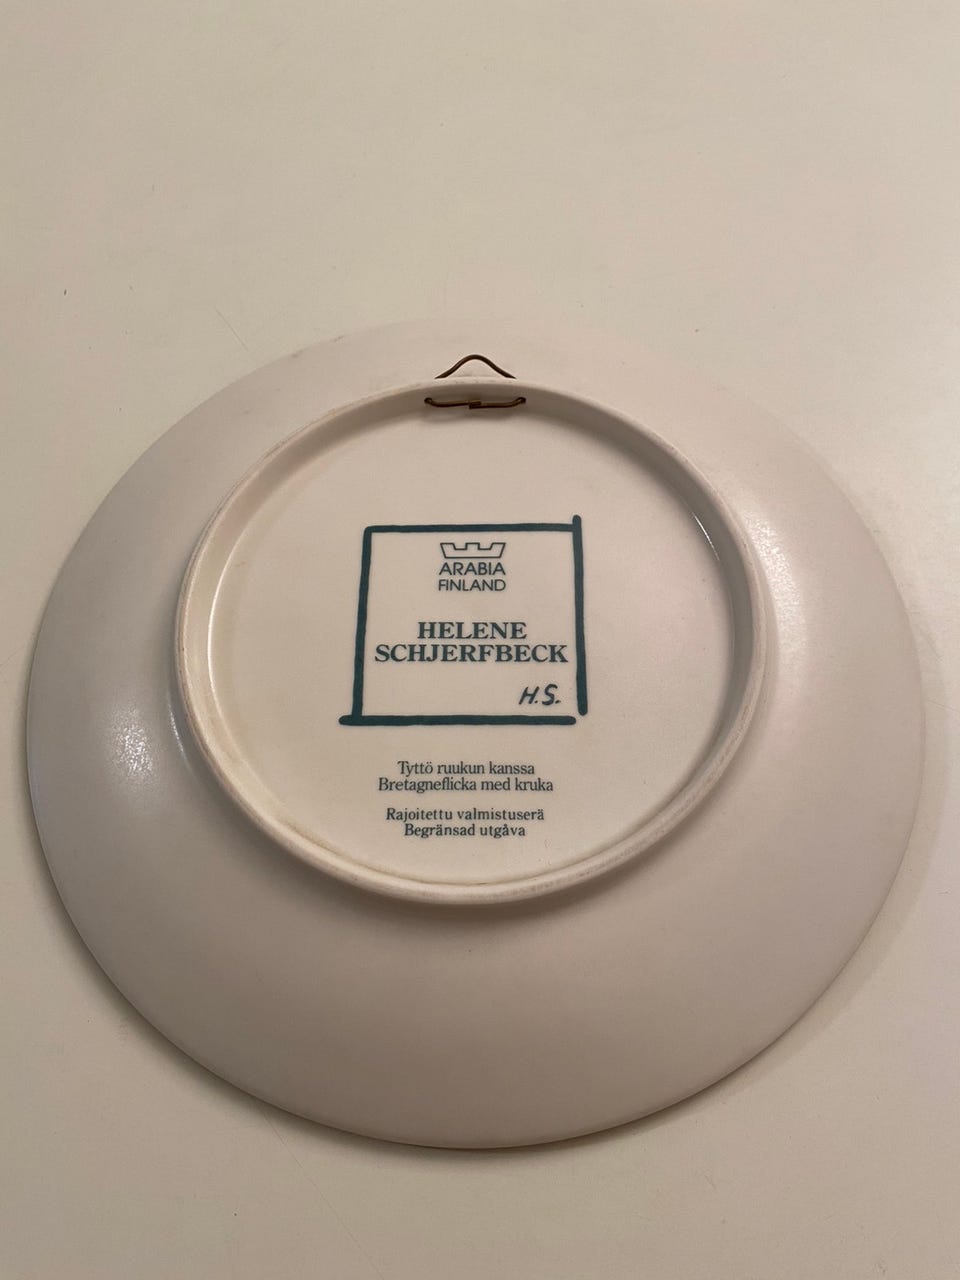 ARABIA
FINLAND
HELENE
SCHJERFBECK
H.S.
Tyttö ruukun kanssa
Bretagneflicka med kruka
Rajoitettu valmistuserä
Begränsad utgåva